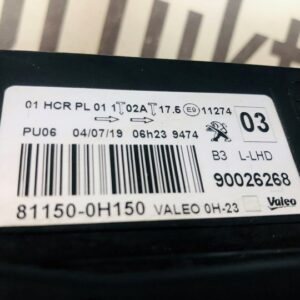 01 HCR PL 01 1 02A 17.5 E9 11274
03
PU06 04/07/19 06h23 9474
B3 L-LHD
90026268
81150-0H150 VALEO 0H-23 Valeo